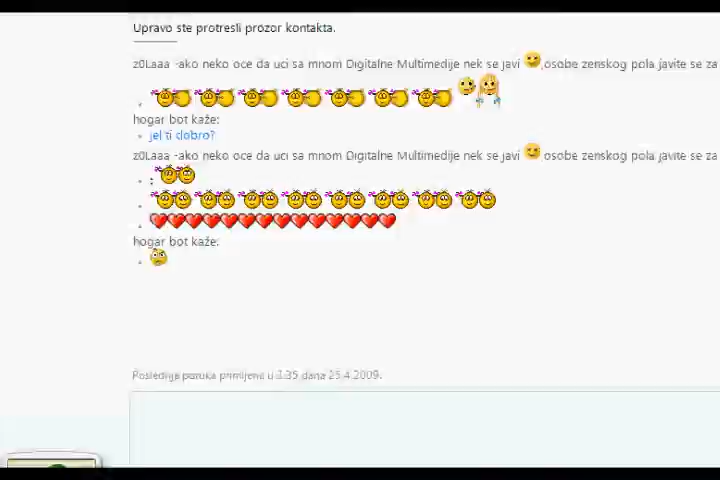 Upravo ste protresli prozor kontakta.
z0Laaa -ako neko oce da uci sa mnom Digitalne Multimedije nek se javi ,osobe zenskog pola javite se za
hogar bot kaže:
jel ti dobro?
z0Laaa -ako neko oce da uci sa mnom Digitalne Multimedije nek se javi osobe zenskog pola javite se za
:
hogar bot kaže:
Poslednja poruka primljena u 1:35 dana 25.4.2009.